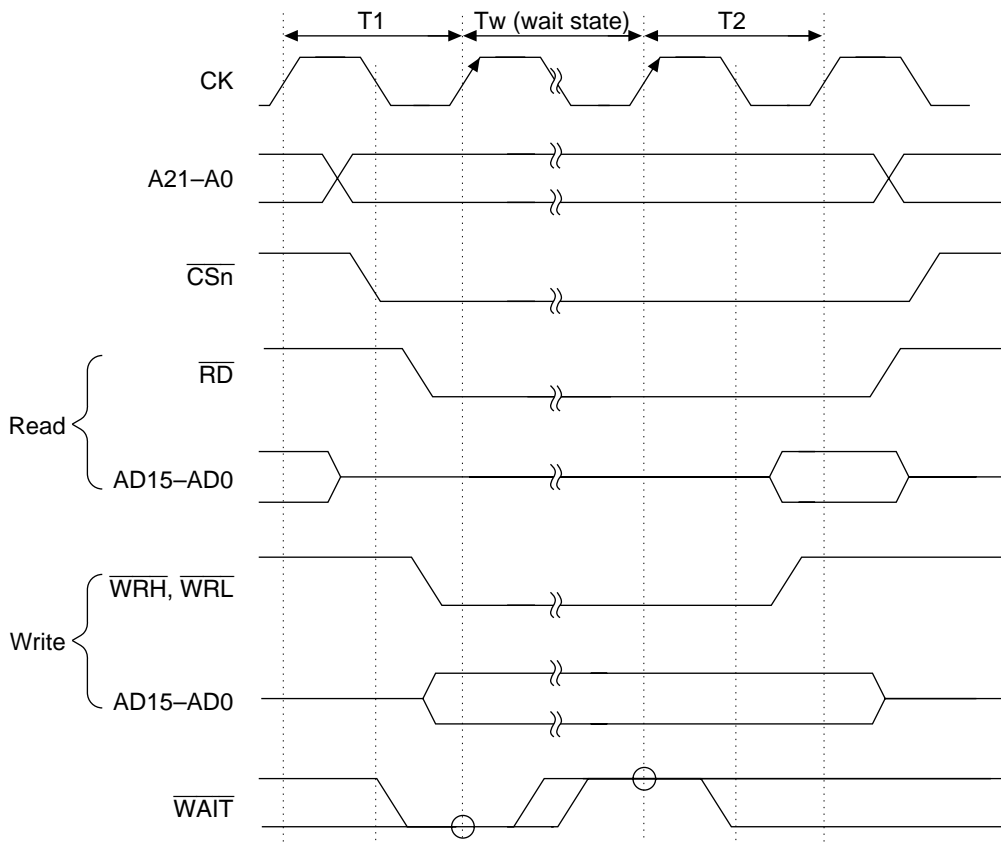 T1 Tw (wait state) T2
CK
A21–A0
CSn
RD
Read
AD15–AD0
WRH, WRL
Write
AD15–AD0
WAIT